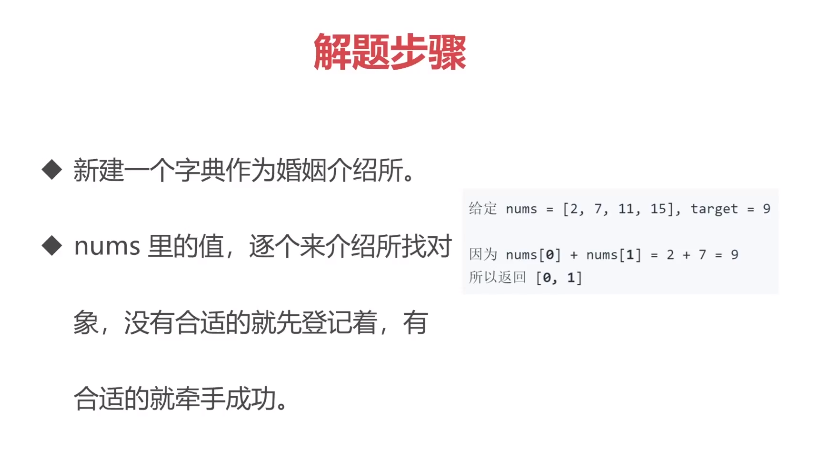 解题步骤
◆ 新建一个字典作为婚姻介绍所。
◆ nums 里的值，逐个来介绍所找对
象，没有合适的就先登记着，有
合适的就牵手成功。
给定 nums = [2, 7, 11, 15], target = 9
因为 nums[0] + nums[1] = 2 + 7 = 9
所以返回 [0, 1]